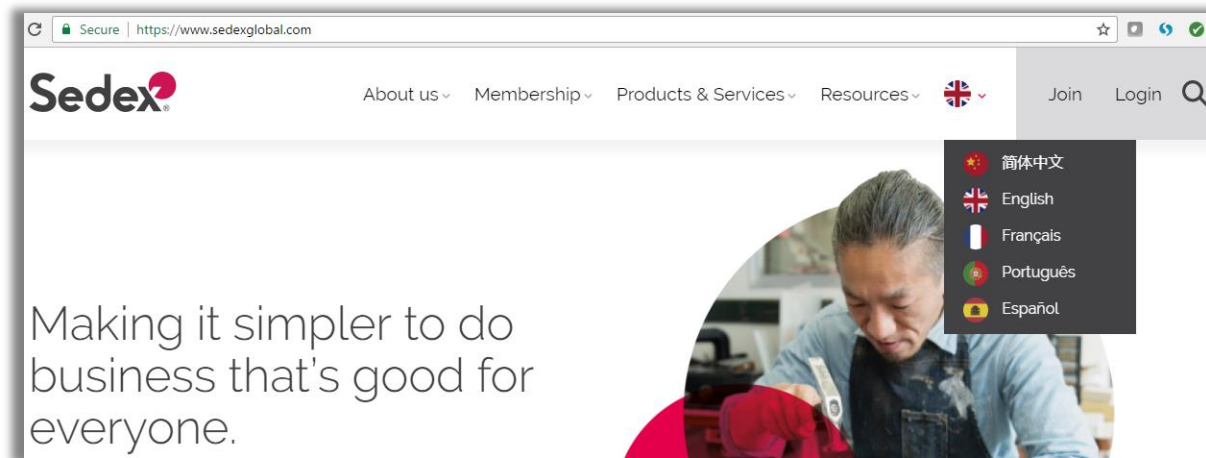 Secure | https://www.sedexglobal.com
Sedex®
About us Membership Products & Services Resources Join Login
简体中文
English
Français
Português
Español
Making it simpler to do
business that's good for
everyone.